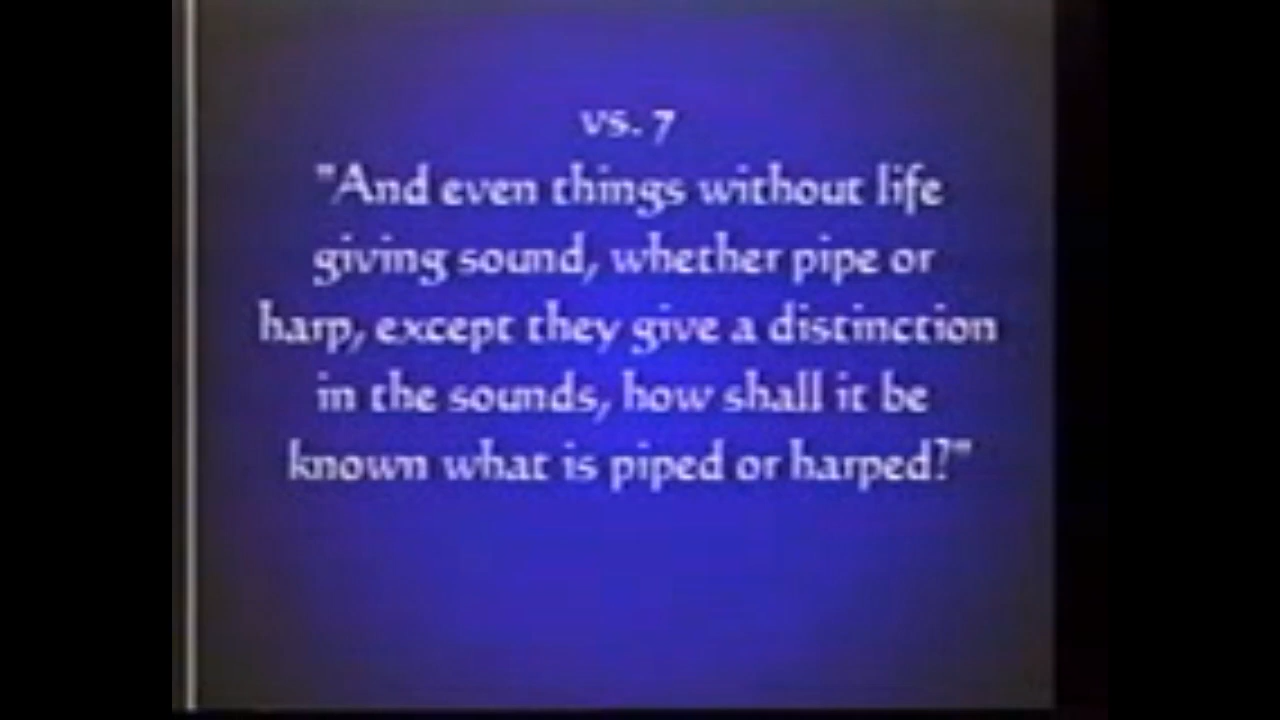 vs. 7
"And even things without life
giving sound, whether pipe or
harp, except they give a distinction
in the sounds, how shall it be
known what is piped or harped?"